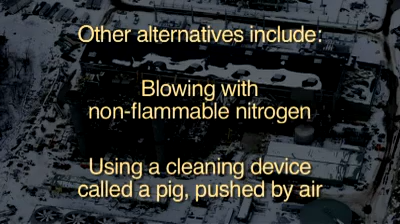 Other alternatives include:
Blowing with
non-flammable nitrogen
Using a cleaning device
called a pig, pushed by air